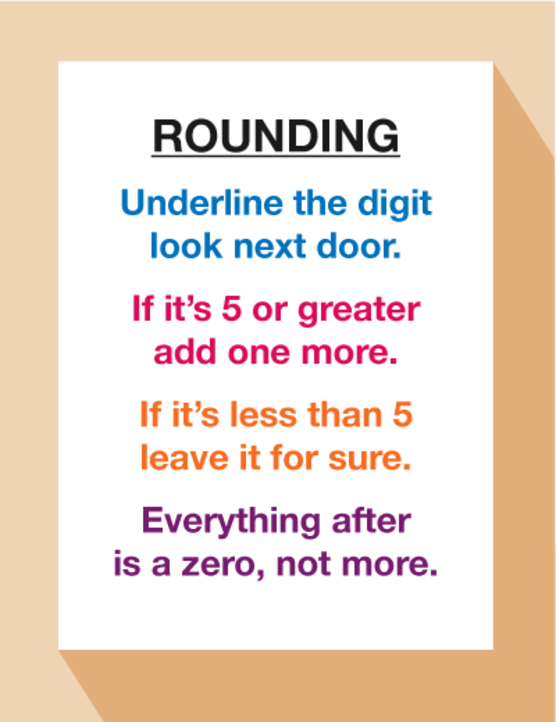 ROUNDING
Underline the digit
look next door.
If it’s 5 or greater
add one more.
If it’s less than 5
leave it for sure.
Everything after
is a zero, not more.